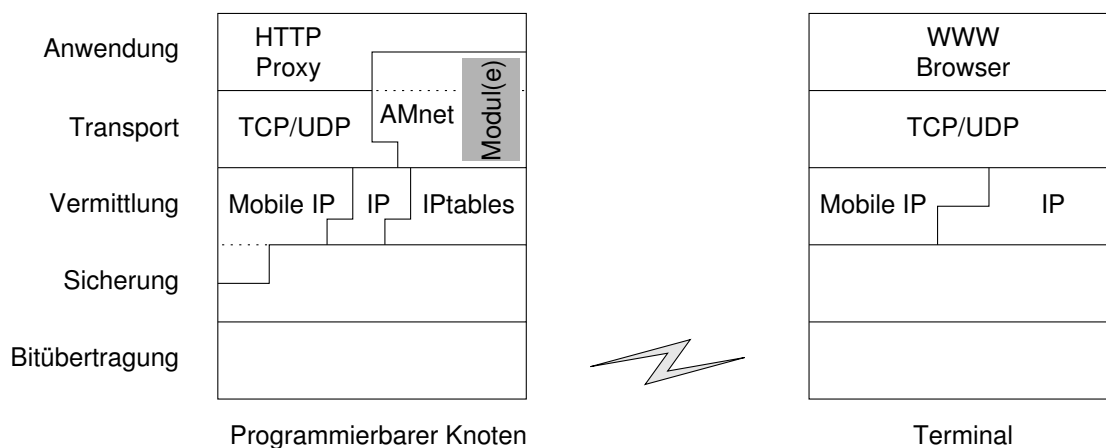 Anwendung
HTTP
Proxy
WWW
Browser
Modul(e)
AMnet
Transport
TCP/UDP
TCP/UDP
Vermittlung
Mobile IP
IP
IPtables
Mobile IP
IP
Sicherung
Bitübertragung
Programmierbarer Knoten
Terminal